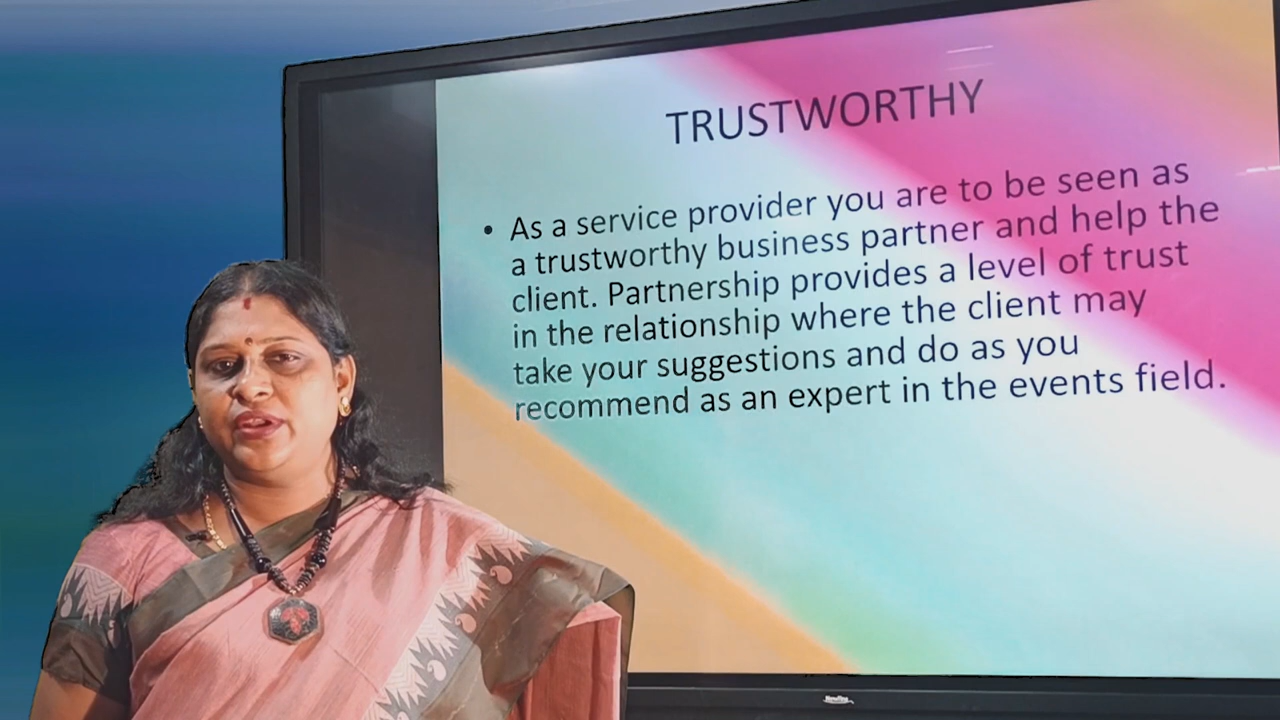 TRUSTWORTHY
• As a service provider you are to be seen as
a trustworthy business partner and help the
client. Partnership provides a level of trust
in the relationship where the client may
take your suggestions and do as you
recommend as an expert in the events field.